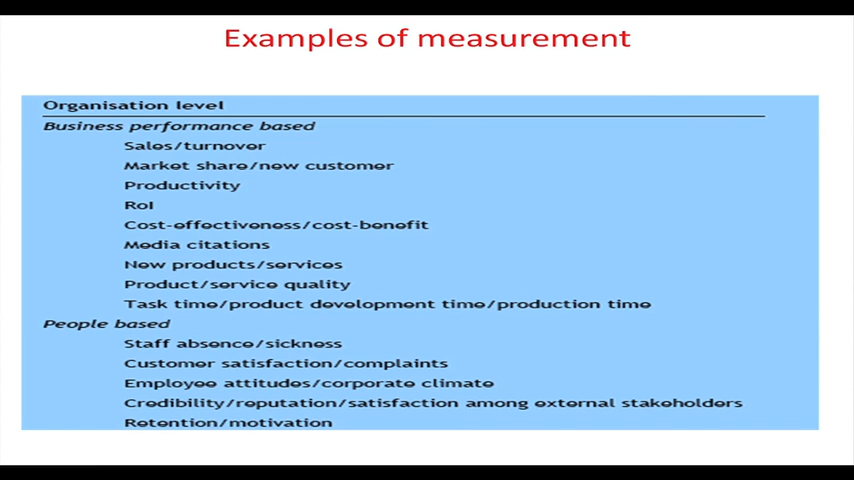 Examples of measurement
Organisation level
Business performance based
Sales/turnover
Market share/new customer
Productivity
RoI
Cost-effectiveness/cost-benefit
Media citations
New products/services
Product/service quality
Task time/product development time/production time
People based
Staff absence/sickness
Customer satisfaction/complaints
Employee attitudes/corporate climate
Credibility/reputation/satisfaction among external stakeholders
Retention/motivation